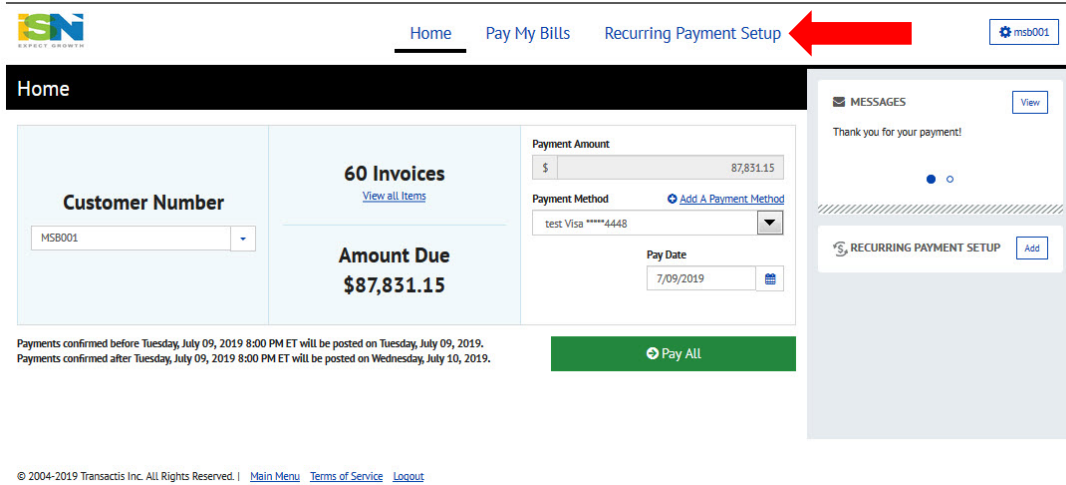 iSN
EXPECT GROWTH
Home Pay My Bills Recurring Payment Setup
msb001
Home
Customer Number
MSB001
60 Invoices
View all Items
Amount Due
$87,831.15
Payment Amount
$ 87,831.15
Payment Method Add A Payment Method
test Visa *****4448
Pay Date
7/09/2019
Payments confirmed before Tuesday, July 09, 2019 8:00 PM ET will be posted on Tuesday, July 09, 2019.
Payments confirmed after Tuesday, July 09, 2019 8:00 PM ET will be posted on Wednesday, July 10, 2019.
Pay All
MESSAGES View
Thank you for your payment!
RECURRING PAYMENT SETUP Add
© 2004-2019 Transactis Inc. All Rights Reserved. | Main Menu Terms of Service Logout